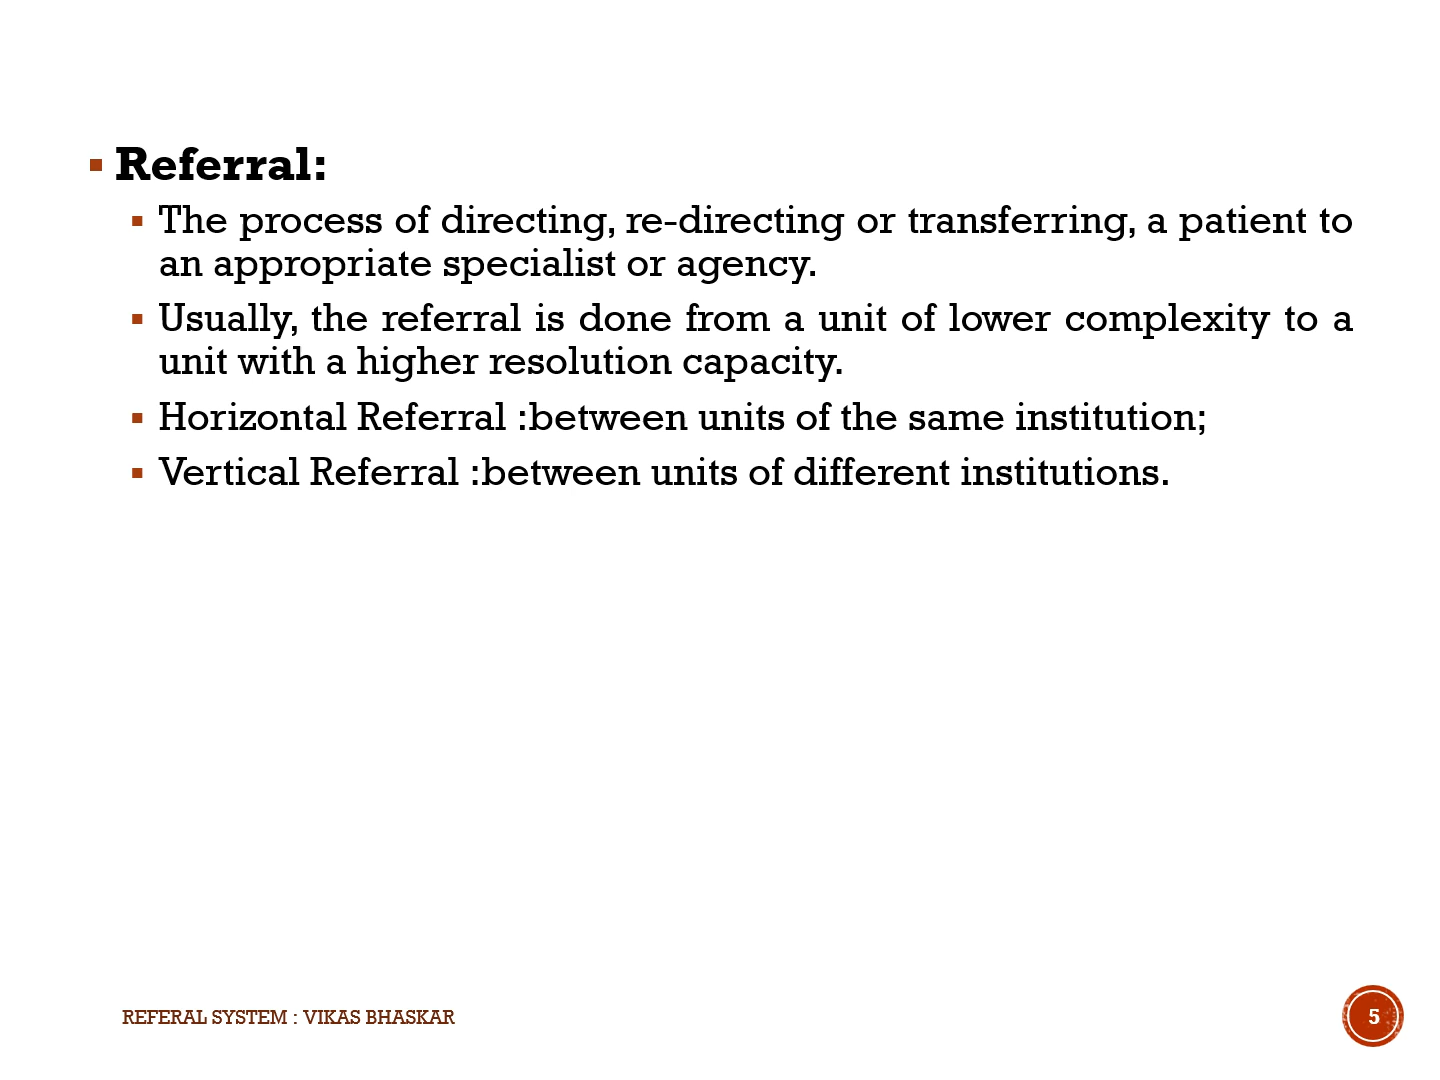 Referral:
The process of directing, re-directing or transferring, a patient to
an appropriate specialist or agency.
Usually, the referral is done from a unit of lower complexity to a
unit with a higher resolution capacity.
Horizontal Referral :between units of the same institution;
Vertical Referral :between units of different institutions.
REFERAL SYSTEM : VIKAS BHASKAR
5